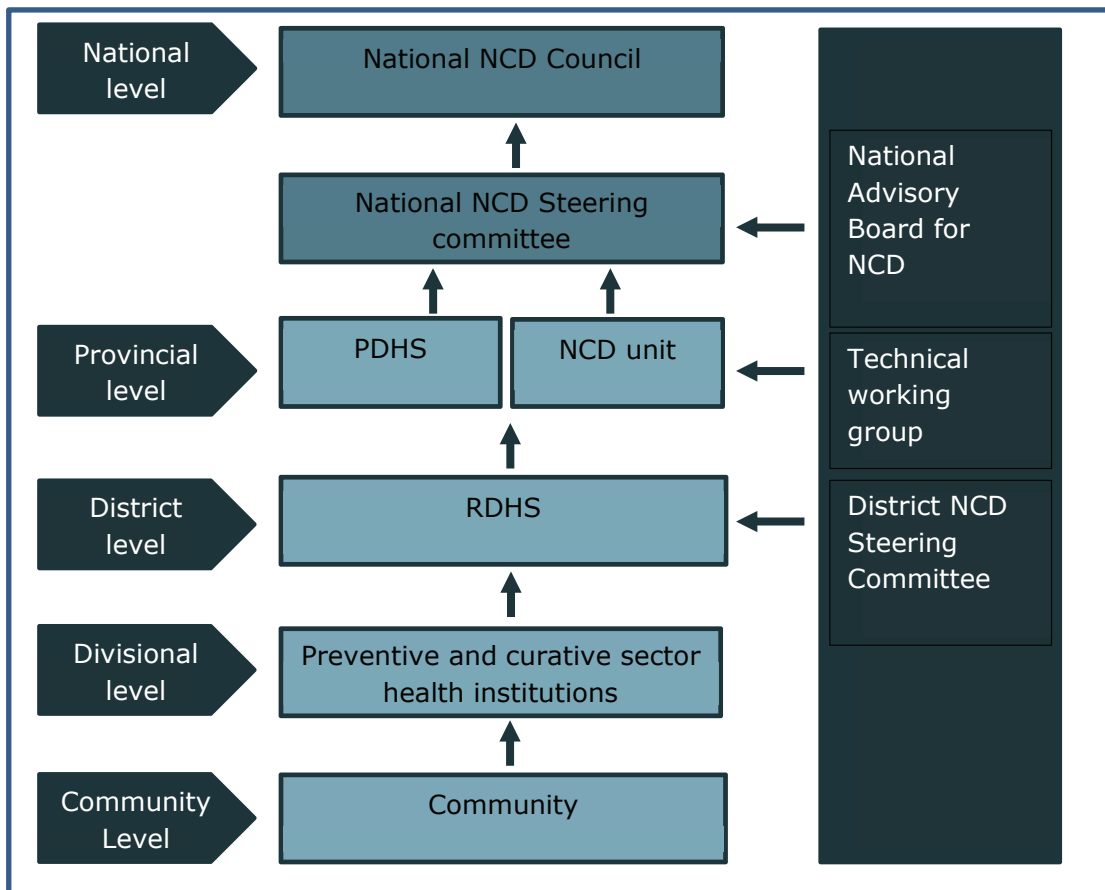 National
level
National NCD Council
National NCD Steering
committee
National
Advisory
Board for
NCD
Provincial
level
PDHS
NCD unit
Technical
working
group
District
level
RDHS
District NCD
Steering
Committee
Divisional
level
Preventive and curative sector
health institutions
Community
Level
Community